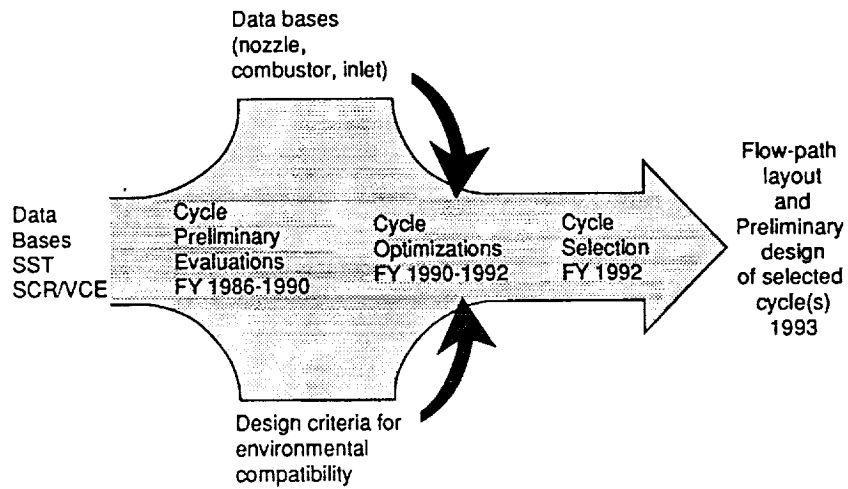 Data bases
(nozzle,
combustor, inlet)
Data
Bases
SST
SCR/VCE
Cycle
Preliminary
Evaluations
FY 1986-1990
Cycle
Optimizations
FY 1990-1992
Cycle
Selection
FY 1992
Flow-path
layout
and
Preliminary
design
of selected
cycle(s)
1993
Design criteria for
environmental
compatibility